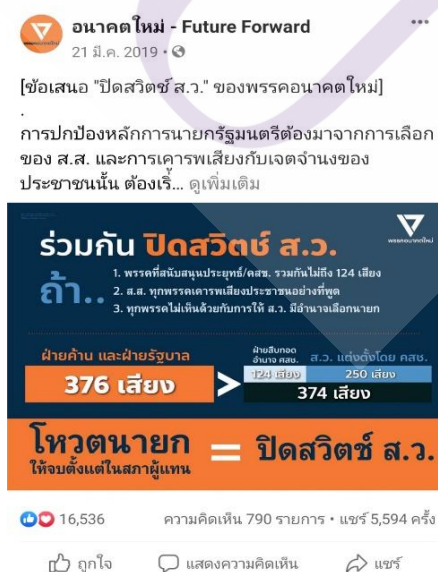 อนาคตใหม่ - Future Forward
21 มี.ค. 2019 •
[ข้อเสนอ "ปิดสวิตช์ ส.ว." ของพรรคอนาคตใหม่]
.
การปกป้องหลักการนายกรัฐมนตรีต้องมาจากการเลือก
ของ ส.ส. และการเคารพเสียงกับเจตจำนงของ
ประชาชนนั้น ต้องเริ่... ดูเพิ่มเติม
พรรคอนาคตใหม่
ร่วมกัน ปิดสวิตช์ ส.ว.
ถ้า..
1. พรรคที่สนับสนุนประยุทธ์/คสช. รวมกันไม่ถึง 124 เสียง
2. ส.ส. ทุกพรรคเคารพเสียงประชาชนอย่างที่พูด
3. ทุกพรรคไม่เห็นด้วยกับการให้ ส.ว. มีอำนาจเลือกนายก
ฝ่ายค้าน และฝ่ายรัฐบาล
376 เสียง
>
ฝ่ายสืบทอด
อำนาจ คสช.
ส.ว. แต่งตั้งโดย คสช.
124 เสียง 250 เสียง
374 เสียง
โหวตนายก
ให้จบตั้งแต่ในสภาผู้แทน
= ปิดสวิตช์ ส.ว.
16,536 ความคิดเห็น 790 รายการ • แชร์ 5,594 ครั้ง
ถูกใจ แสดงความคิดเห็น แชร์